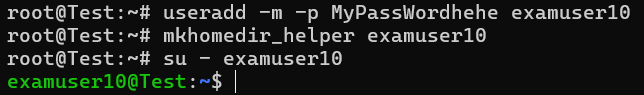 root@Test:~# useradd -m -p MyPassWordhehe examuser10
root@Test:~# mkhomedir_helper examuser10
root@Test:~# su - examuser10
examuser10@Test:~$